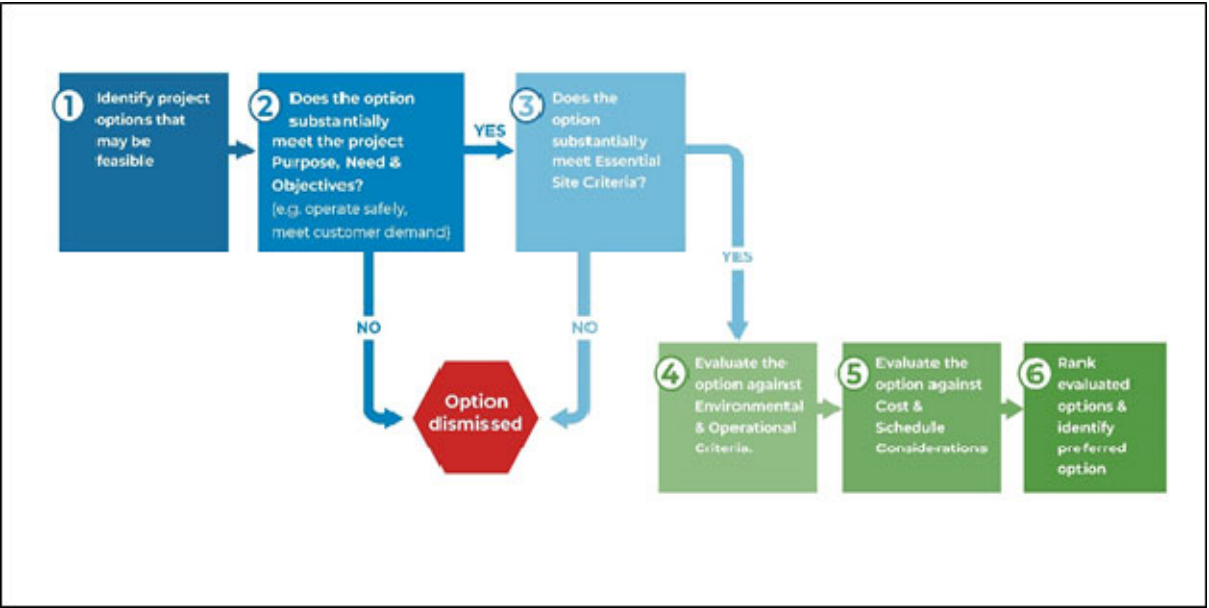 1
Identify project
options that
may be
feasible
2
Does the option
substantially
meet the project
Purpose, Need &
Objectives?
(e.g. operate safely,
meet customer demand)
YES
3
Does the
option
substantially
meet Essential
Site Criteria?
YES
NO
NO
Option
dismissed
4
Evaluate the
option against
Environmental
& Operational
Criteria.
5
Evaluate the
option against
Cost &
Schedule
Considerations
6
Rank
evaluated
options &
identify
preferred
option